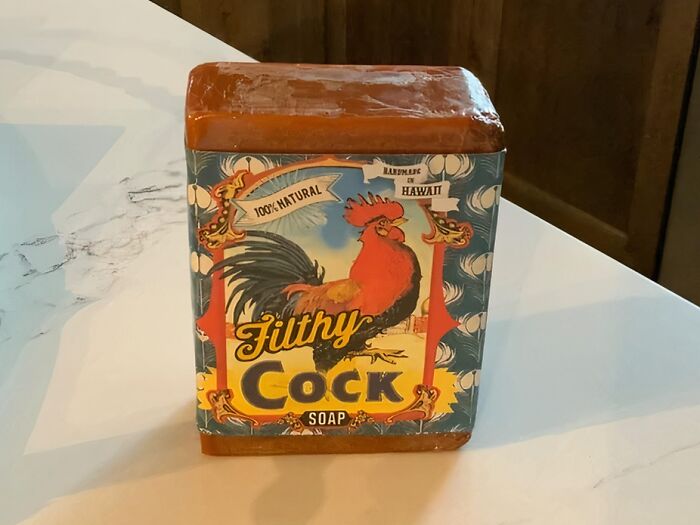 100% NATURAL
HANDMADE
IN
HAWAII
Filthy
COCK
SOAP